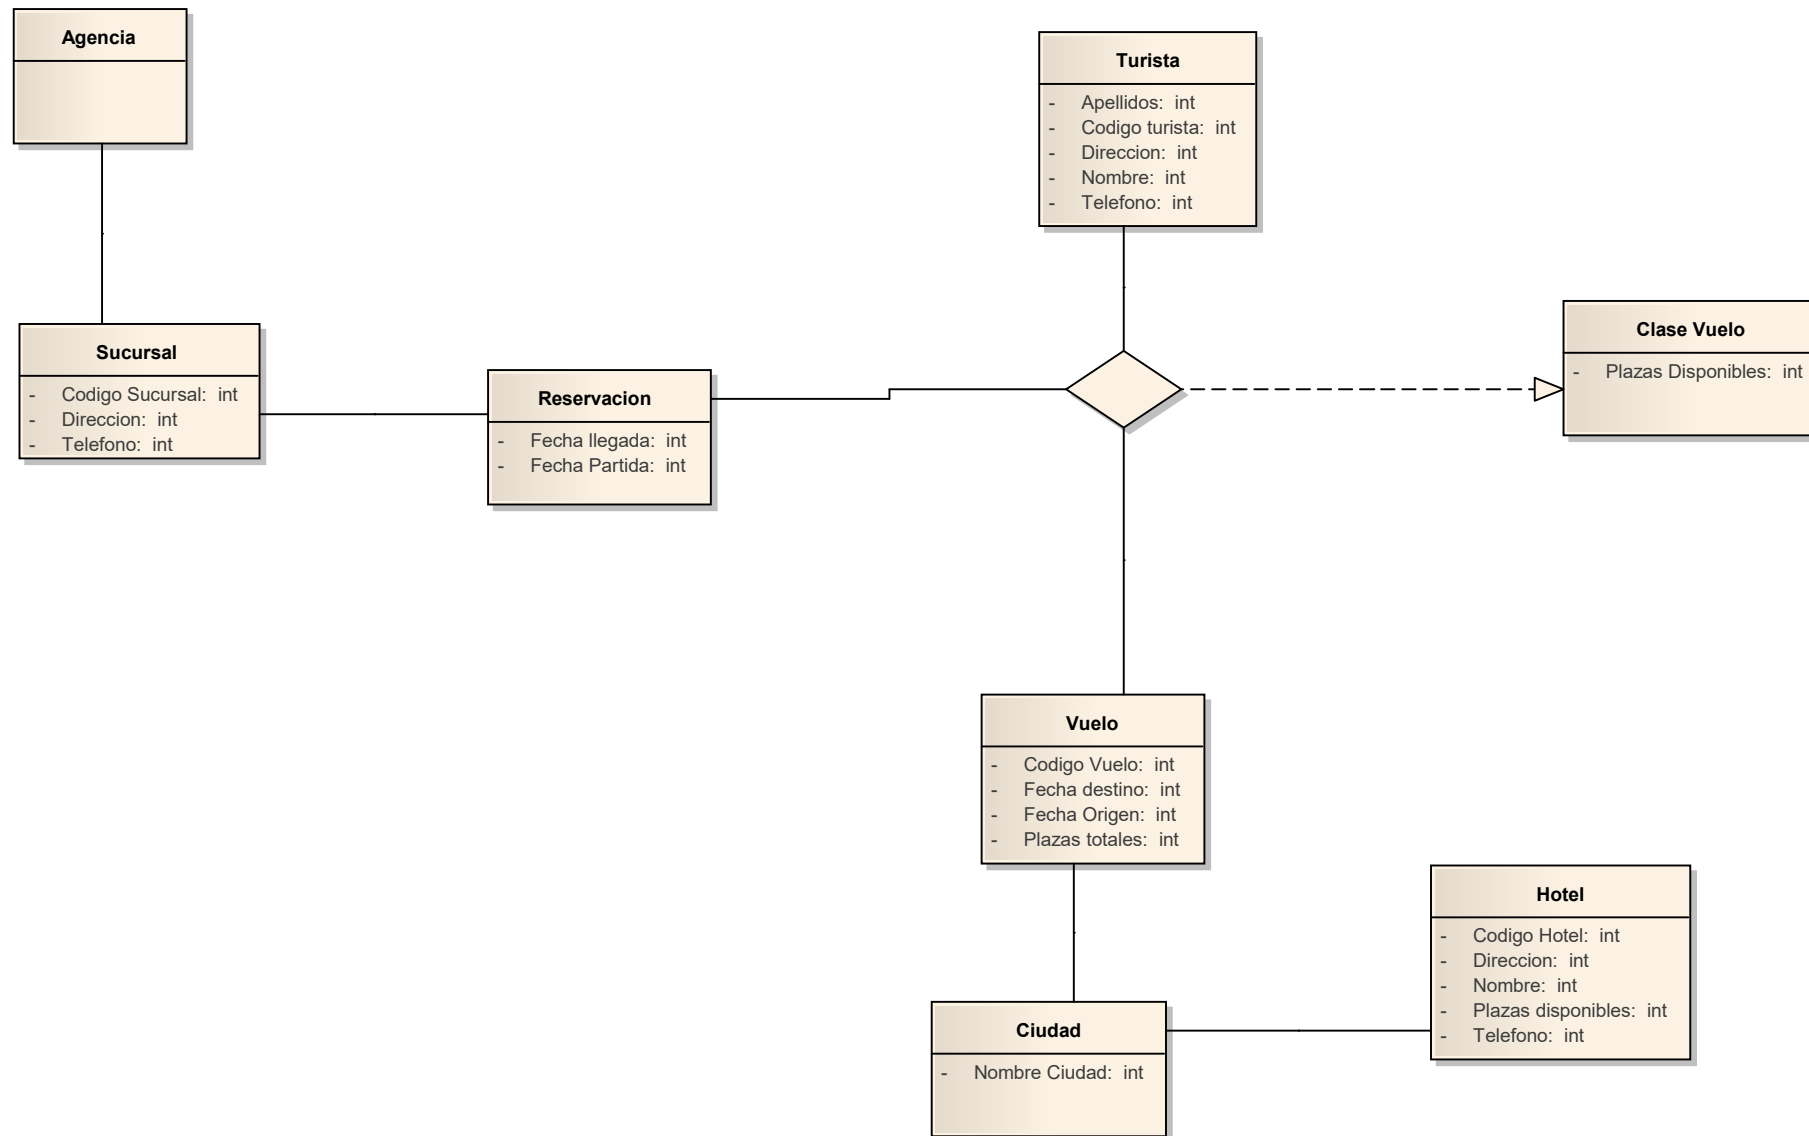 Agencia
Turista
- Apellidos: int
- Codigo turista: int
- Direccion: int
- Nombre: int
- Telefono: int
Sucursal
- Codigo Sucursal: int
- Direccion: int
- Telefono: int
Reservacion
- Fecha llegada: int
- Fecha Partida: int
Clase Vuelo
- Plazas Disponibles: int
Vuelo
- Codigo Vuelo: int
- Fecha destino: int
- Fecha Origen: int
- Plazas totales: int
Hotel
- Codigo Hotel: int
- Direccion: int
- Nombre: int
- Plazas disponibles: int
- Telefono: int
Ciudad
- Nombre Ciudad: int